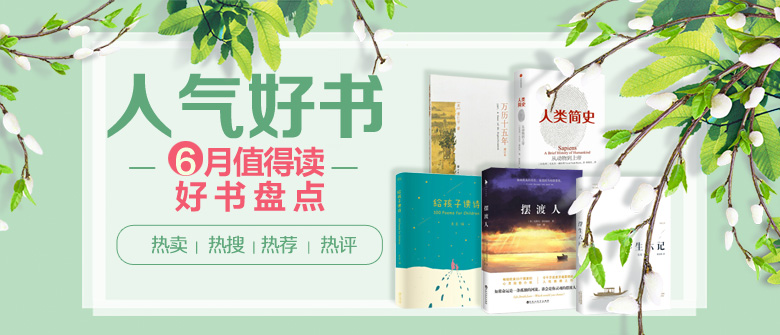 人气好书
6月值得读
好书盘点
热卖 | 热搜 | 热荐 | 热评
万历十五年
人类简史
Sapiens
A Brief History of Humankind
从动物到上帝
给孩子读诗
摆渡人
生六记